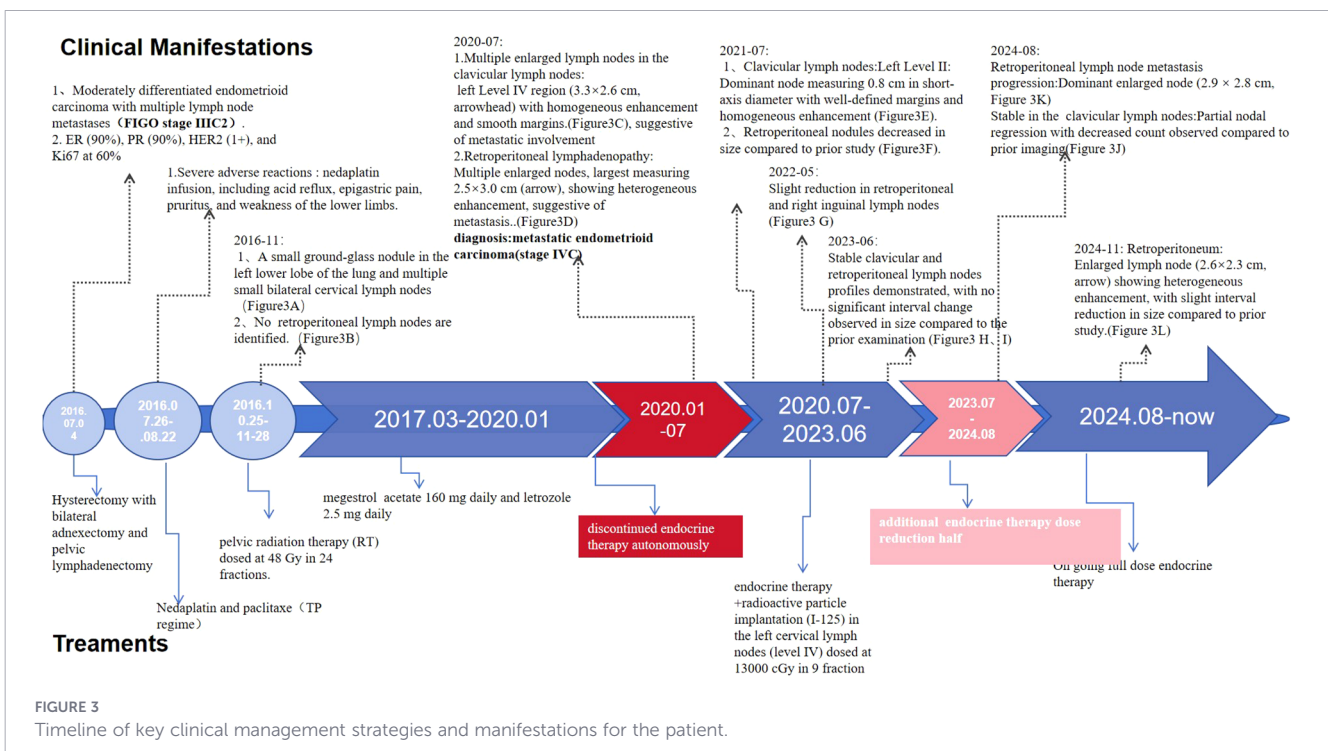 Clinical Manifestations
1、Moderately differentiated endometrioid
carcinoma with multiple lymph node
metastases (FIGO stage IIIC2) .
2. ER (90%), PR (90%), HER2 (1+), and
Ki67 at 60%
1.Severe adverse reactions : nedaplatin
infusion, including acid reflux, epigastric pain,
pruritus, and weakness of the lower limbs.
2016-11:
1、A small ground-glass nodule in the
left lower lobe of the lung and multiple
small bilateral cervical lymph nodes
（Figure3A）
2、No retroperitoneal lymph nodes are
identified.（Figure3B）
2020-07:
1.Multiple enlarged lymph nodes in the
clavicular lymph nodes:
left Level IV region (3.3×2.6 cm,
arrowhead) with homogeneous enhancement
and smooth margins.(Figure3C), suggestive
of metastatic involvement
2.Retroperitoneal lymphadenopathy:
Multiple enlarged nodes, largest measuring
2.5×3.0 cm (arrow), showing heterogeneous
enhancement, suggestive of
metastasis..(Figure3D)
diagnosis:metastatic endometrioid
carcinoma(stage IVC)
2021-07:
1、Clavicular lymph nodes:Left Level II:
Dominant node measuring 0.8 cm in short-
axis diameter with well-defined margins and
homogeneous enhancement (Figure3E).
2、Retroperitoneal nodules decreased in
size compared to prior study (Figure3F).
2022-05:
Slight reduction in retroperitoneal
and right inguinal lymph nodes
(Figure3 G)
2023-06:
Stable clavicular and
retroperitoneal lymph nodes
profiles demonstrated, with no
significant interval change
observed in size compared to the
prior examination (Figure3 H、I)
2024-08:
Retroperitoneal lymph node metastasis
progression:Dominant enlarged node (2.9 × 2.8 cm,
Figure 3K)
Stable in the clavicular lymph nodes:Partial nodal
regression with decreased count observed compared to
prior imaging(Figure 3J)
2024-11: Retroperitoneum:
Enlarged lymph node (2.6×2.3 cm,
arrow) showing heterogeneous
enhancement, with slight interval
reduction in size compared to prior
study.(Figure 3L)
2016.
07.0
4
2016.0
7.26-
.08.22
2016.1
0.25-
11-28
2017.03-2020.01
2020.01
-07
2020.07-
2023.06
2023.07
-
2024.08
2024.08-now
Hysterectomy with
bilateral
adnexectomy and
pelvic
lymphadenectomy
Nedaplatin and paclitaxe（TP
regime）
pelvic radiation therapy (RT)
dosed at 48 Gy in 24
fractions.
megestrol acetate 160 mg daily and letrozole
2.5 mg daily
discontinued endocrine
therapy autonomously
endocrine therapy
+radioactive particle
implantation (I-125) in
the left cervical lymph
nodes (level IV) dosed at
13000 cGy in 9 fraction
additional endocrine therapy dose
reduction half
On going full dose endocrine
therapy
Treaments
FIGURE 3
Timeline of key clinical management strategies and manifestations for the patient.